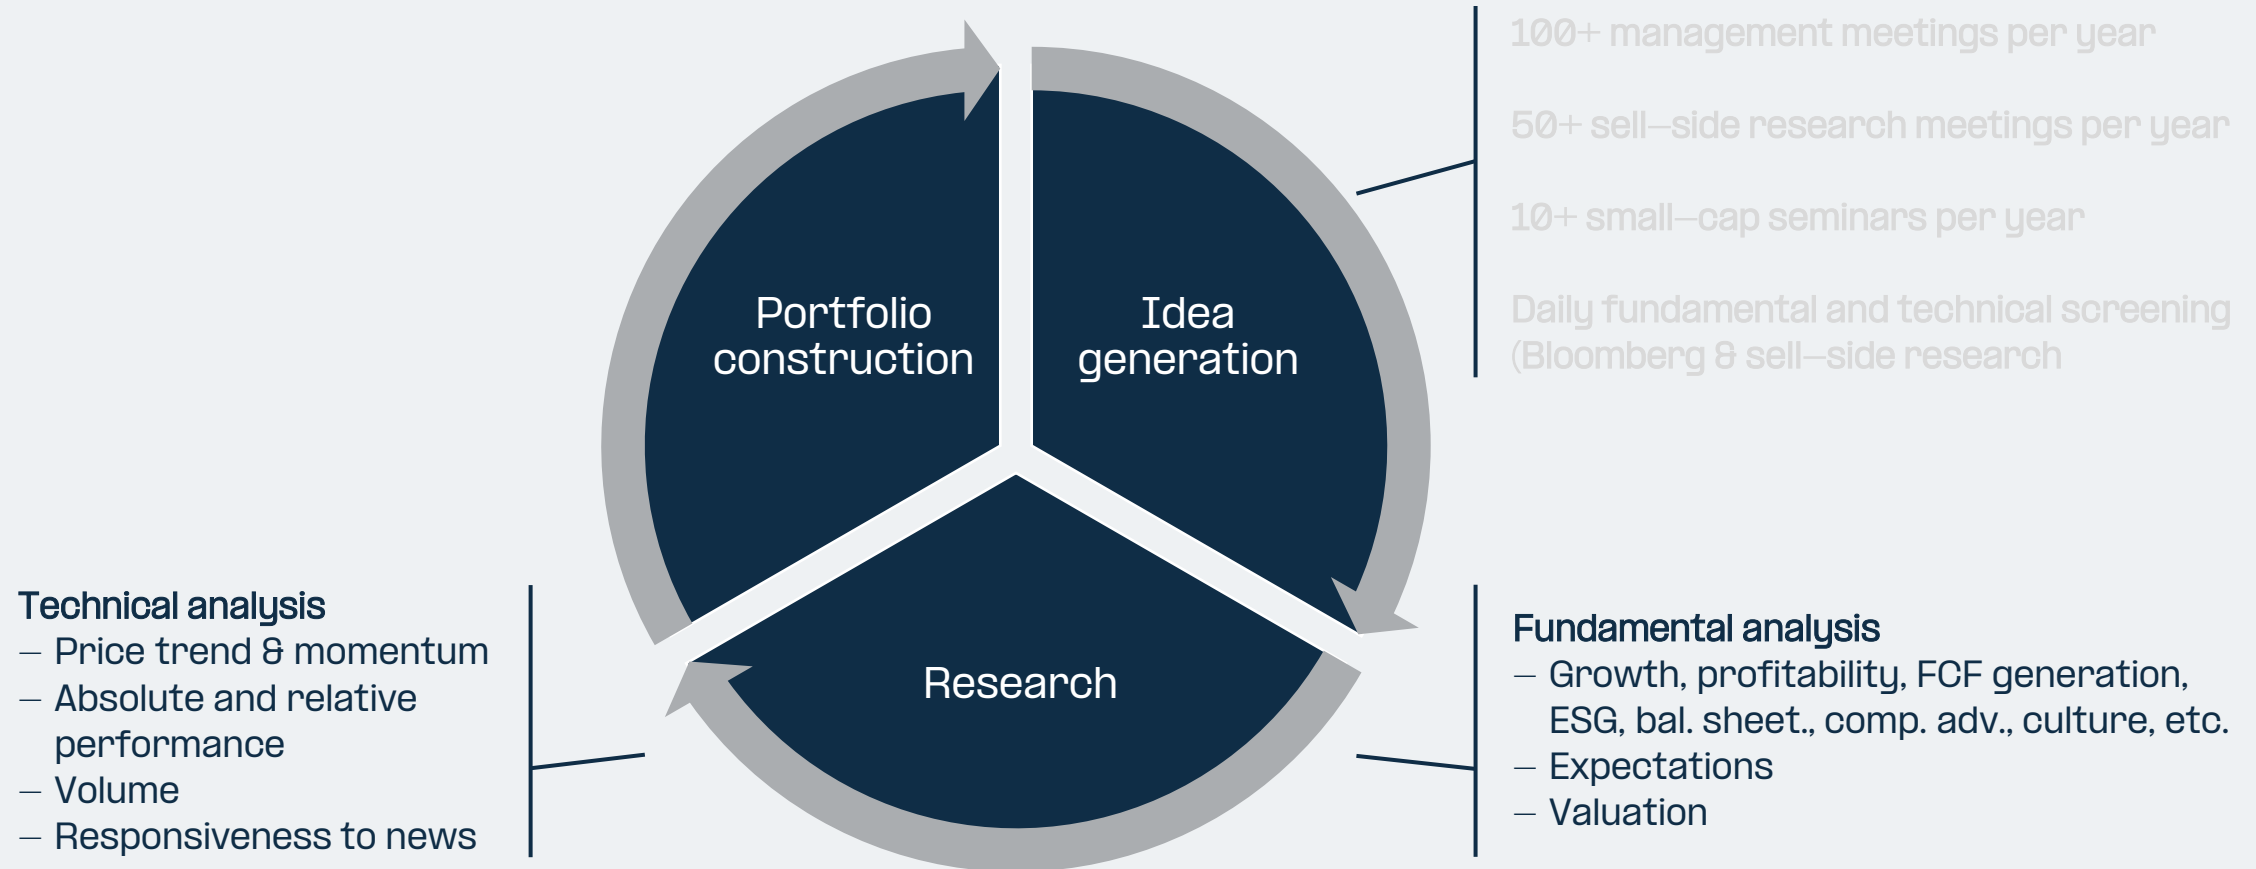 100+ management meetings per year
50+ sell–side research meetings per year
10+ small–cap seminars per year
Daily fundamental and technical screening
(Bloomberg & sell–side research
Portfolio
construction
Idea
generation
Research
Technical analysis
– Price trend & momentum
– Absolute and relative
performance
– Volume
– Responsiveness to news
Fundamental analysis
– Growth, profitability, FCF generation,
ESG, bal. sheet., comp. adv., culture, etc.
– Expectations
– Valuation